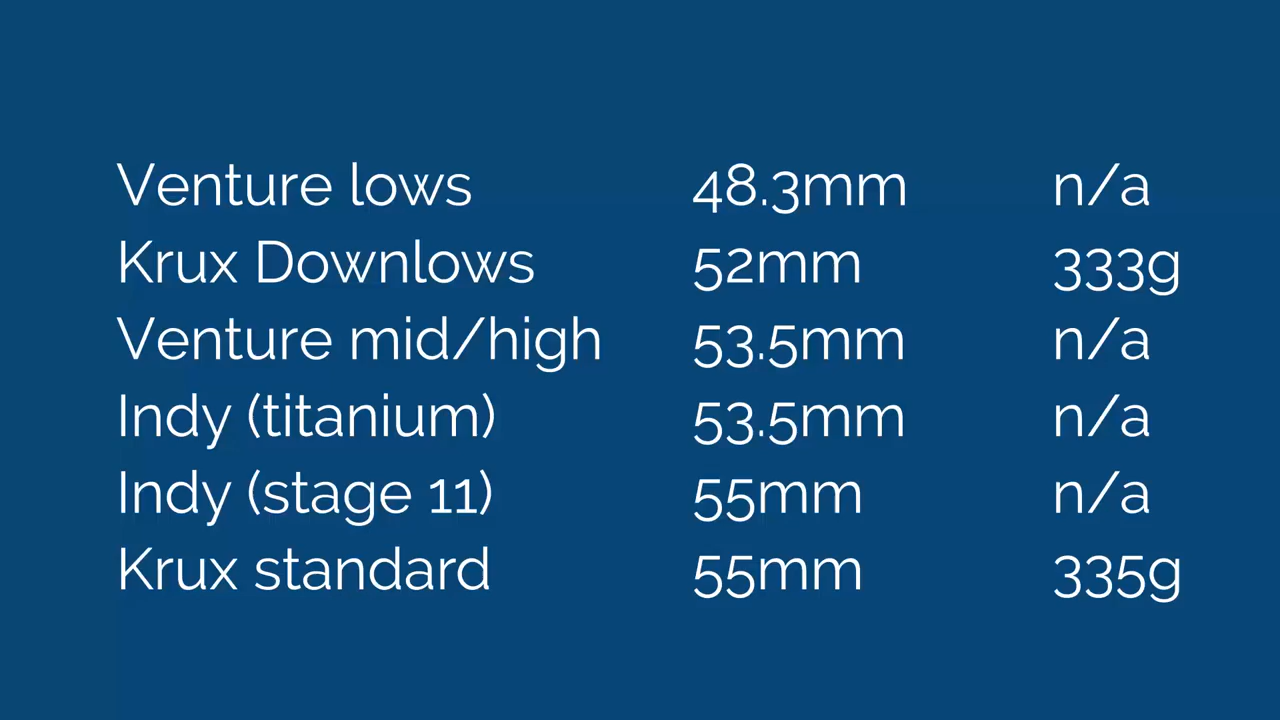 Venture lows 48.3mm n/a
Krux Downlows 52mm 333g
Venture mid/high 53.5mm n/a
Indy (titanium) 53.5mm n/a
Indy (stage 11) 55mm n/a
Krux standard 55mm 335g